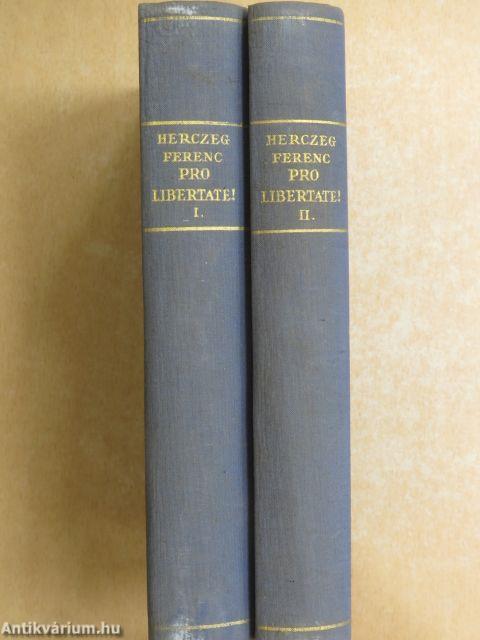 HERCZEG
FERENC
PRO
LIBERTATE!
I.
HERCZEG
FERENC
PRO
LIBERTATE!
II.
Antikvárium.hu